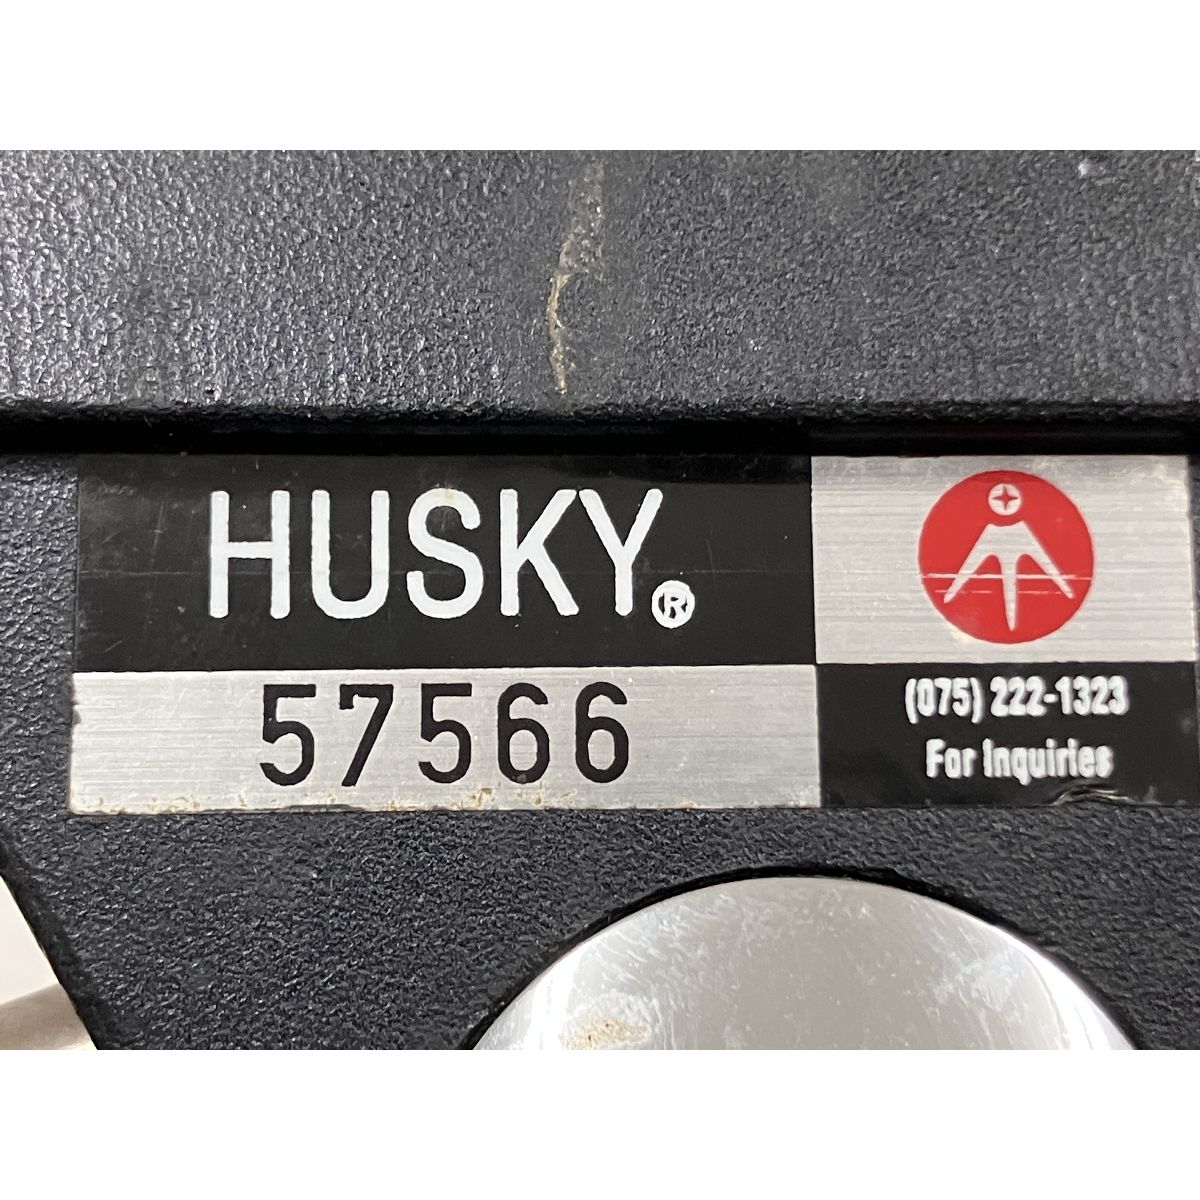 HUSKY®
57566
(075) 222-1323
For Inquiries